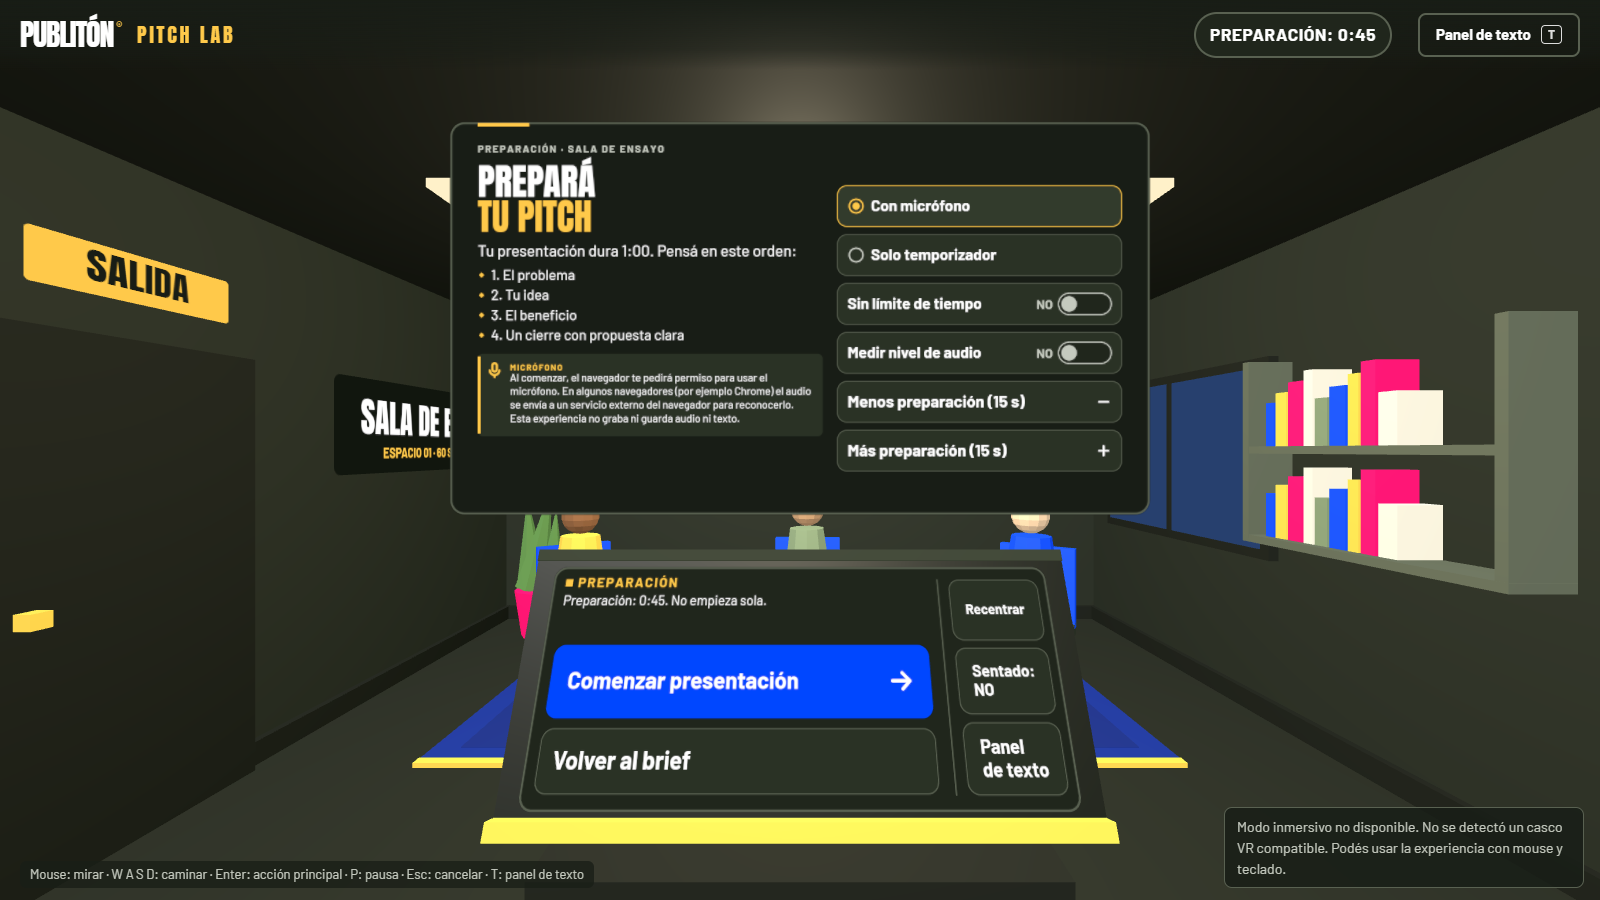 PUBLITÓN PITCH LAB
PREPARACIÓN: 0:45
Panel de texto T
PREPARACIÓN · SALA DE ENSAYO
PREPARÁ
TU PITCH
Tu presentación dura 1:00. Pensá en este orden:
• 1. El problema
• 2. Tu idea
• 3. El beneficio
• 4. Un cierre con propuesta clara
MICRÓFONO
Al comenzar, el navegador te pedirá permiso para usar el
micrófono. En algunos navegadores (por ejemplo Chrome) el audio
se envía a un servicio externo del navegador para reconocerlo.
Esta experiencia no graba ni guarda audio ni texto.
Con micrófono
Solo temporizador
Sin límite de tiempo NO
Medir nivel de audio NO
Menos preparación (15 s) −
Más preparación (15 s) +
SALIDA
SALA DE
ESPACIO 01 · 60
PREPARACIÓN
Preparación: 0:45. No empieza sola.
Comenzar presentación →
Volver al brief
Recentrar
Sentado:
NO
Panel
de texto
Mouse: mirar · W A S D: caminar · Enter: acción principal · P: pausa · Esc: cancelar · T: panel de texto
Modo inmersivo no disponible. No se detectó un casco
VR compatible. Podés usar la experiencia con mouse y
teclado.